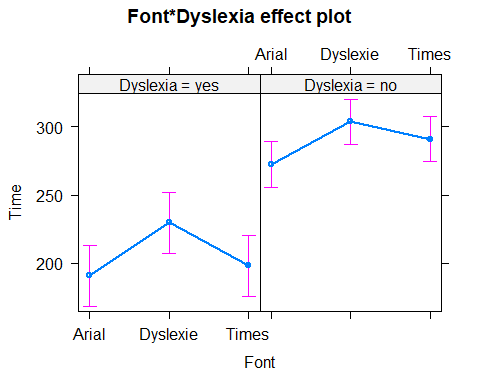 Font*Dyslexia effect plot
Arial Dyslexie Times
Dyslexia = yes Dyslexia = no
300
250
200
Time
Arial Dyslexie Times
Font